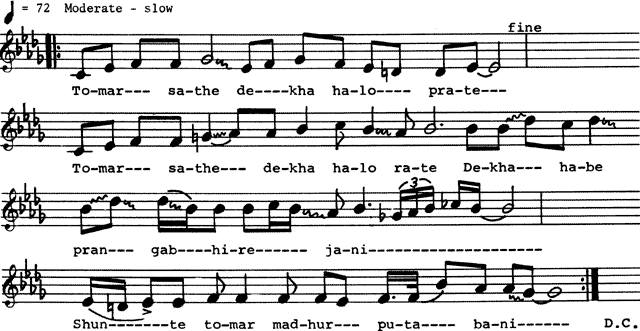 = 72 Moderate - slow
fine
To-mar--- sa-the de----kha ha-lo---- pra-te---
To-mar--- sa-the--- de-kha ha-lo ra-te De-kha--- ha-be
3
pran--- gab----hi-re------ ja-ni--------------------
Shun-------te to-mar mad-hur--- pu-ta---- ba-ni------ D.C.